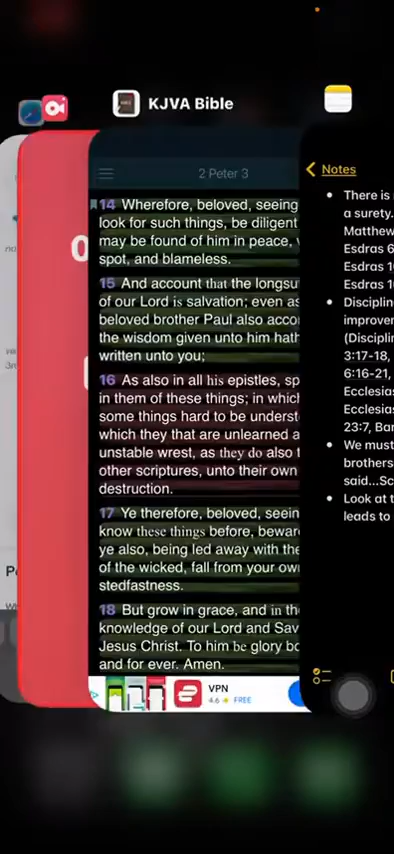 KJVA Bible
2 Peter 3
14 Wherefore, beloved, seeing
look for such things, be diligent
may be found of him in peace,
spot, and blameless.
15 And account that the longsu
of our Lord is salvation; even as
beloved brother Paul also acco
the wisdom given unto him hath
written unto you;
16 As also in all his epistles, sp
in them of these things; in which
some things hard to be underst
which they that are unlearned a
unstable wrest, as they do also t
other scriptures, unto their own
destruction.
17 Ye therefore, beloved, seein
know these things before, bewar
ye also, being led away with the
of the wicked, fall from your own
stedfastness.
18 But grow in grace, and in th
knowledge of our Lord and Sav
Jesus Christ. To him be glory bo
and for ever. Amen.
VPN
4.6 FREE
Notes
There is
a surety.
Matthew
Esdras 6
Esdras 1
Esdras 1
Disciplin
improver
(Disciplin
3:17-18,
6:16-21,
Ecclesias
Ecclesias
23:7, Bar
We must
brothers
said...Sc
Look at t
leads to